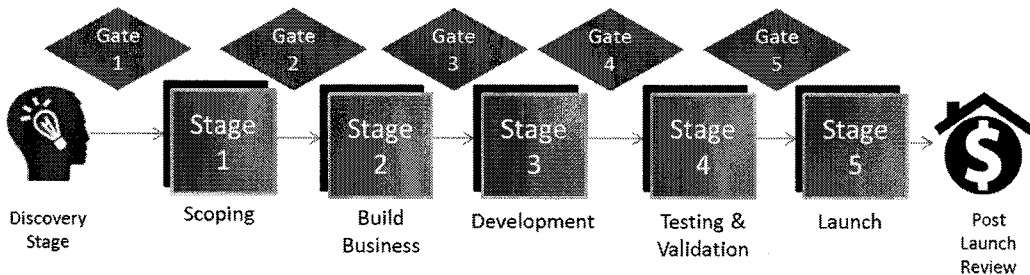 Gate
1
Gate
2
Gate
3
Gate
4
Gate
5
Stage
1
Stage
2
Stage
3
Stage
4
Stage
5
$
Discovery
Stage
Scoping
Build
Business
Development
Testing &
Validation
Launch
Post
Launch
Review